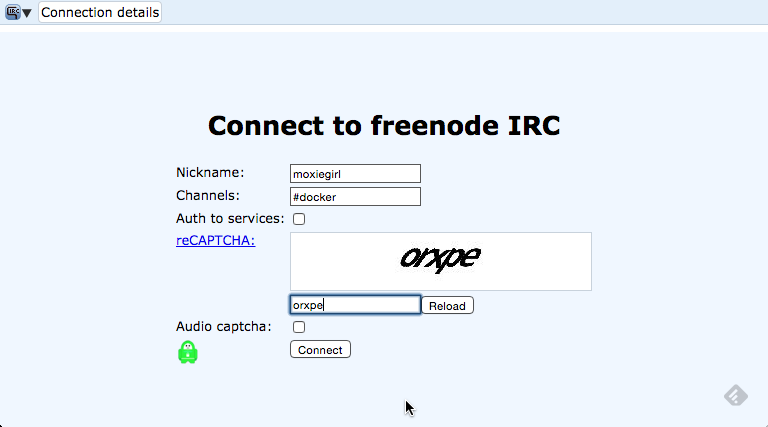 IRC Connection details
Connect to freenode IRC
Nickname: moxiegirl
Channels: #docker
Auth to services:
reCAPTCHA: orxpe
orxpe Reload
Audio captcha:
Connect